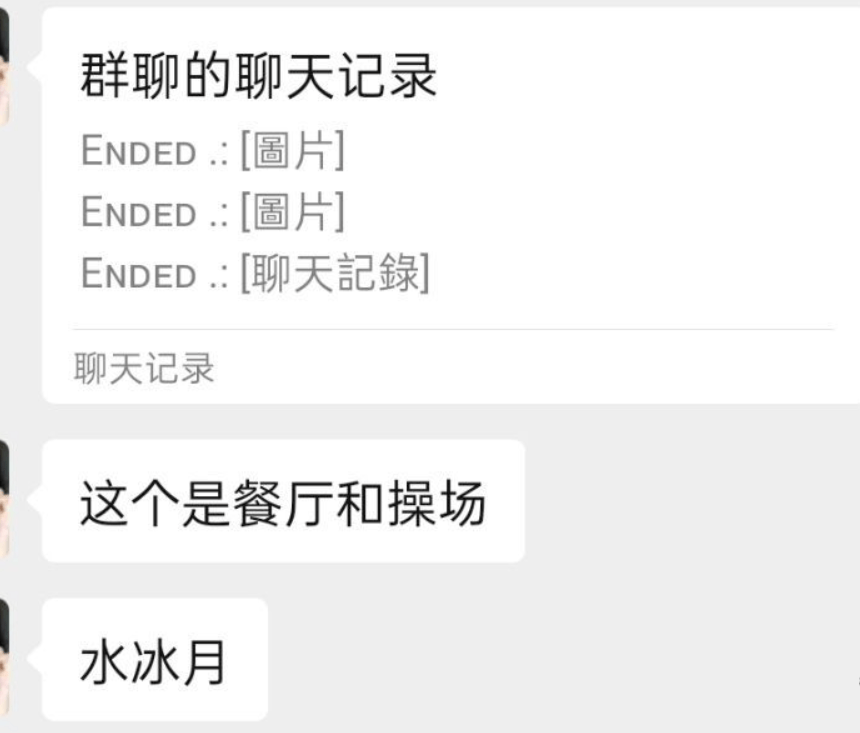 群聊的聊天记录
Ended .: [圖片]
Ended .: [圖片]
Ended .: [聊天記錄]
聊天记录
这个是餐厅和操场
水冰月